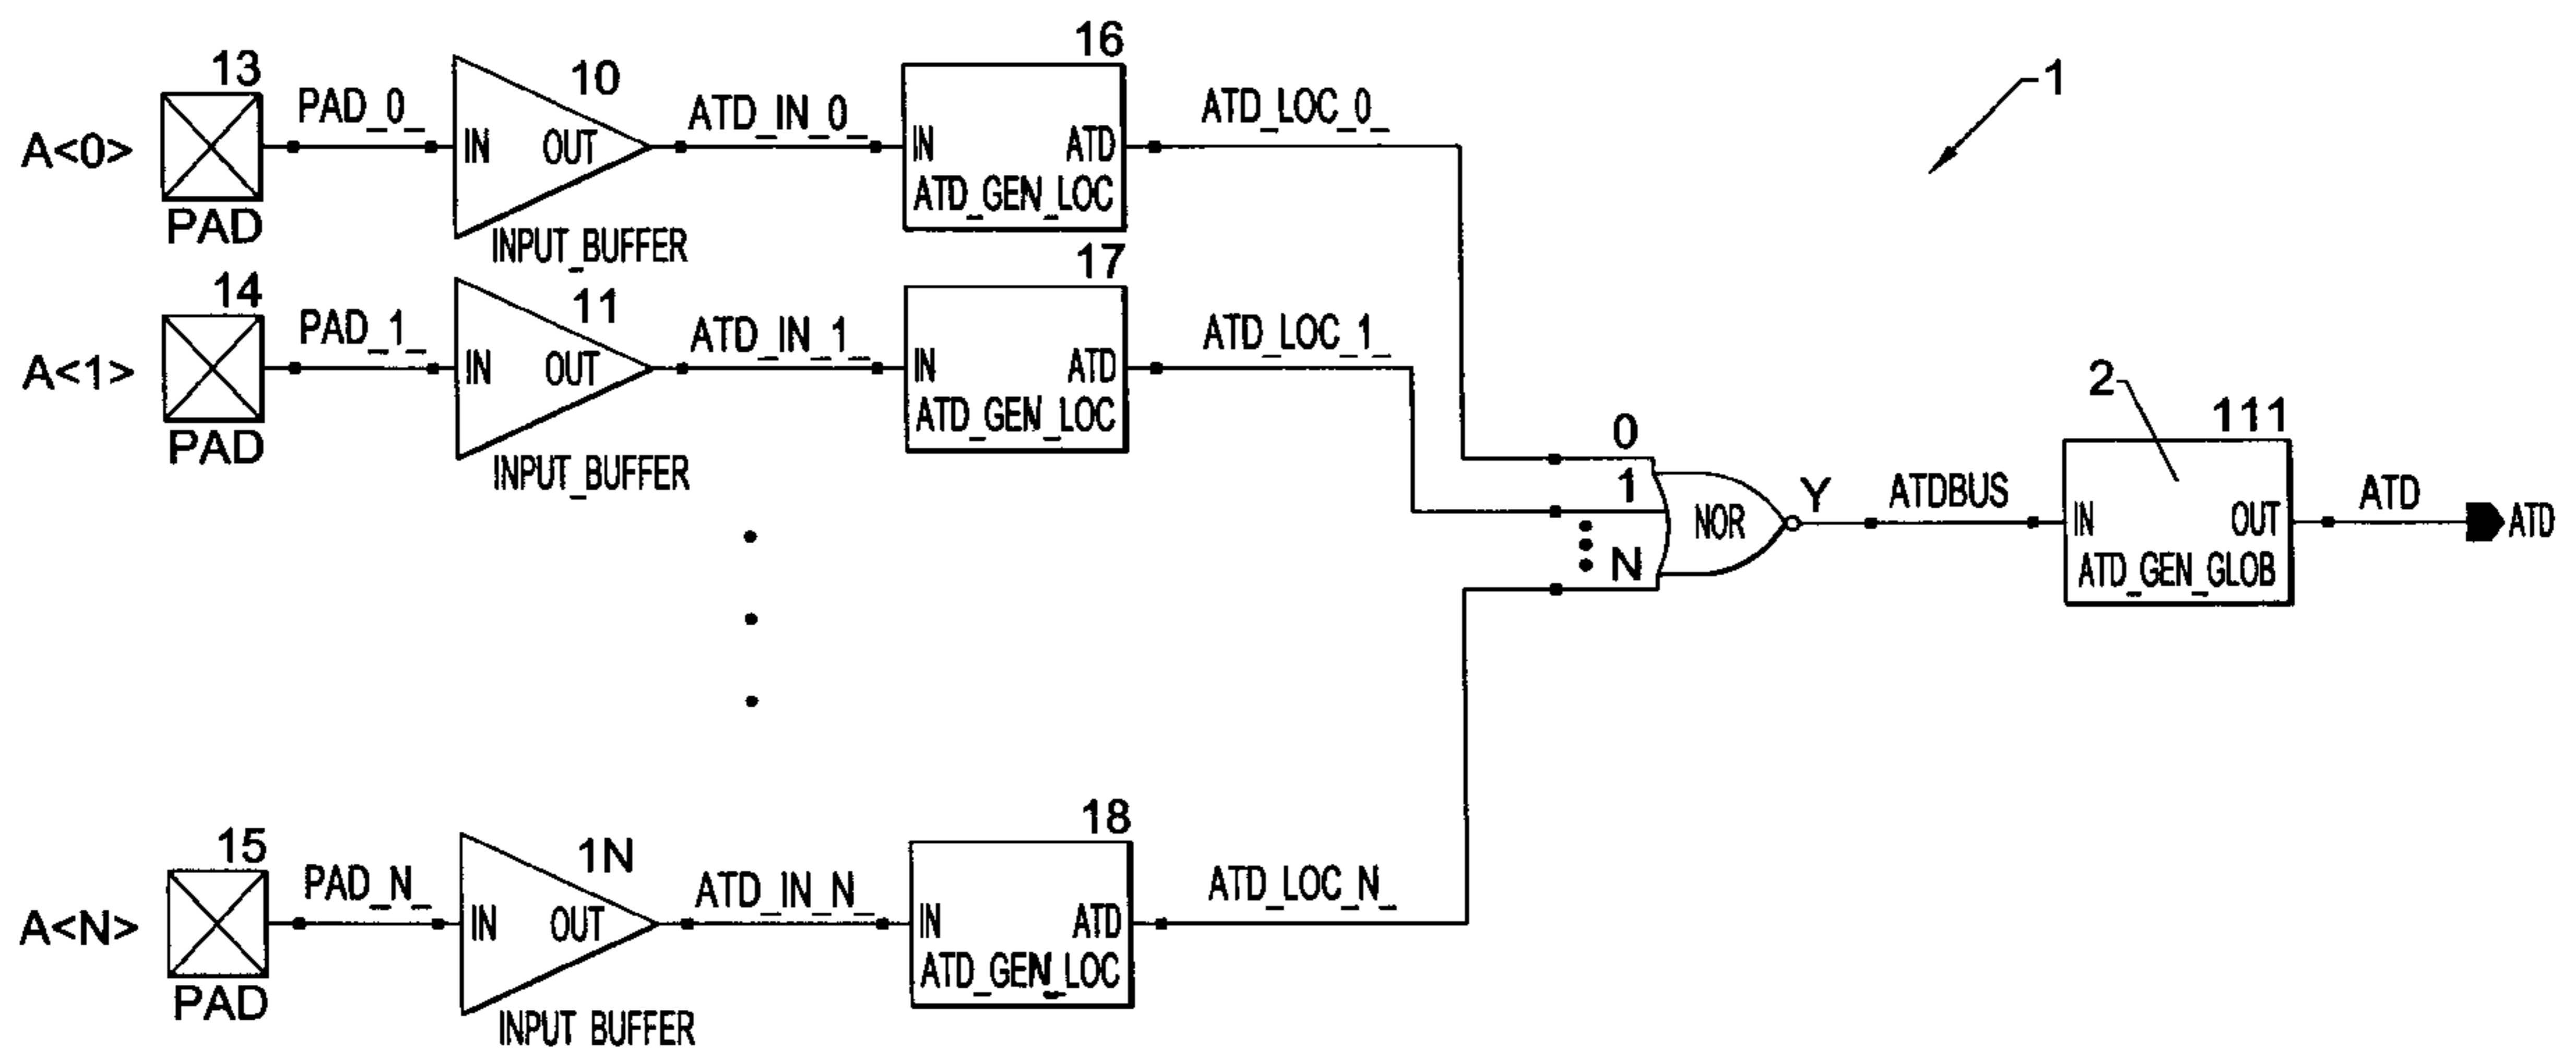 1
13
PAD_0_
10
ATD_IN_0_
16
ATD_LOC_0_
A<0>
IN
OUT
IN
ATD
ATD_GEN_LOC
PAD
INPUT_BUFFER
14
PAD_1_
11
ATD_IN_1_
17
ATD_LOC_1_
A<1>
IN
OUT
IN
ATD
ATD_GEN_LOC
PAD
INPUT_BUFFER
0
1
N
NOR
Y
ATDBUS
2
111
IN
OUT
ATD_GEN_GLOB
ATD
ATD
15
PAD_N_
1N
ATD_IN_N_
18
ATD_LOC_N_
A<N>
IN
OUT
IN
ATD
ATD_GEN_LOC
PAD
INPUT BUFFER